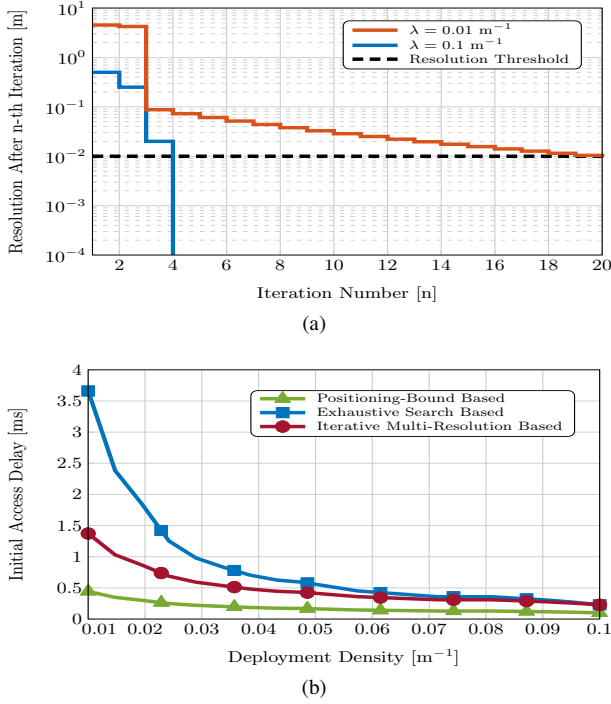 10^1
10^0
10^−1
10^−2
10^−3
10^−4
Resolution After n-th Iteration [m]
λ = 0.01 m^−1
λ = 0.1 m^−1
Resolution Threshold
2 4 6 8 10 12 14 16 18 20
Iteration Number [n]
(a)
4
3.5
3
2.5
2
1.5
1
0.5
0
Initial Access Delay [ms]
Positioning-Bound Based
Exhaustive Search Based
Iterative Multi-Resolution Based
0.01 0.02 0.03 0.04 0.05 0.06 0.07 0.08 0.09 0.1
Deployment Density [m^−1]
(b)